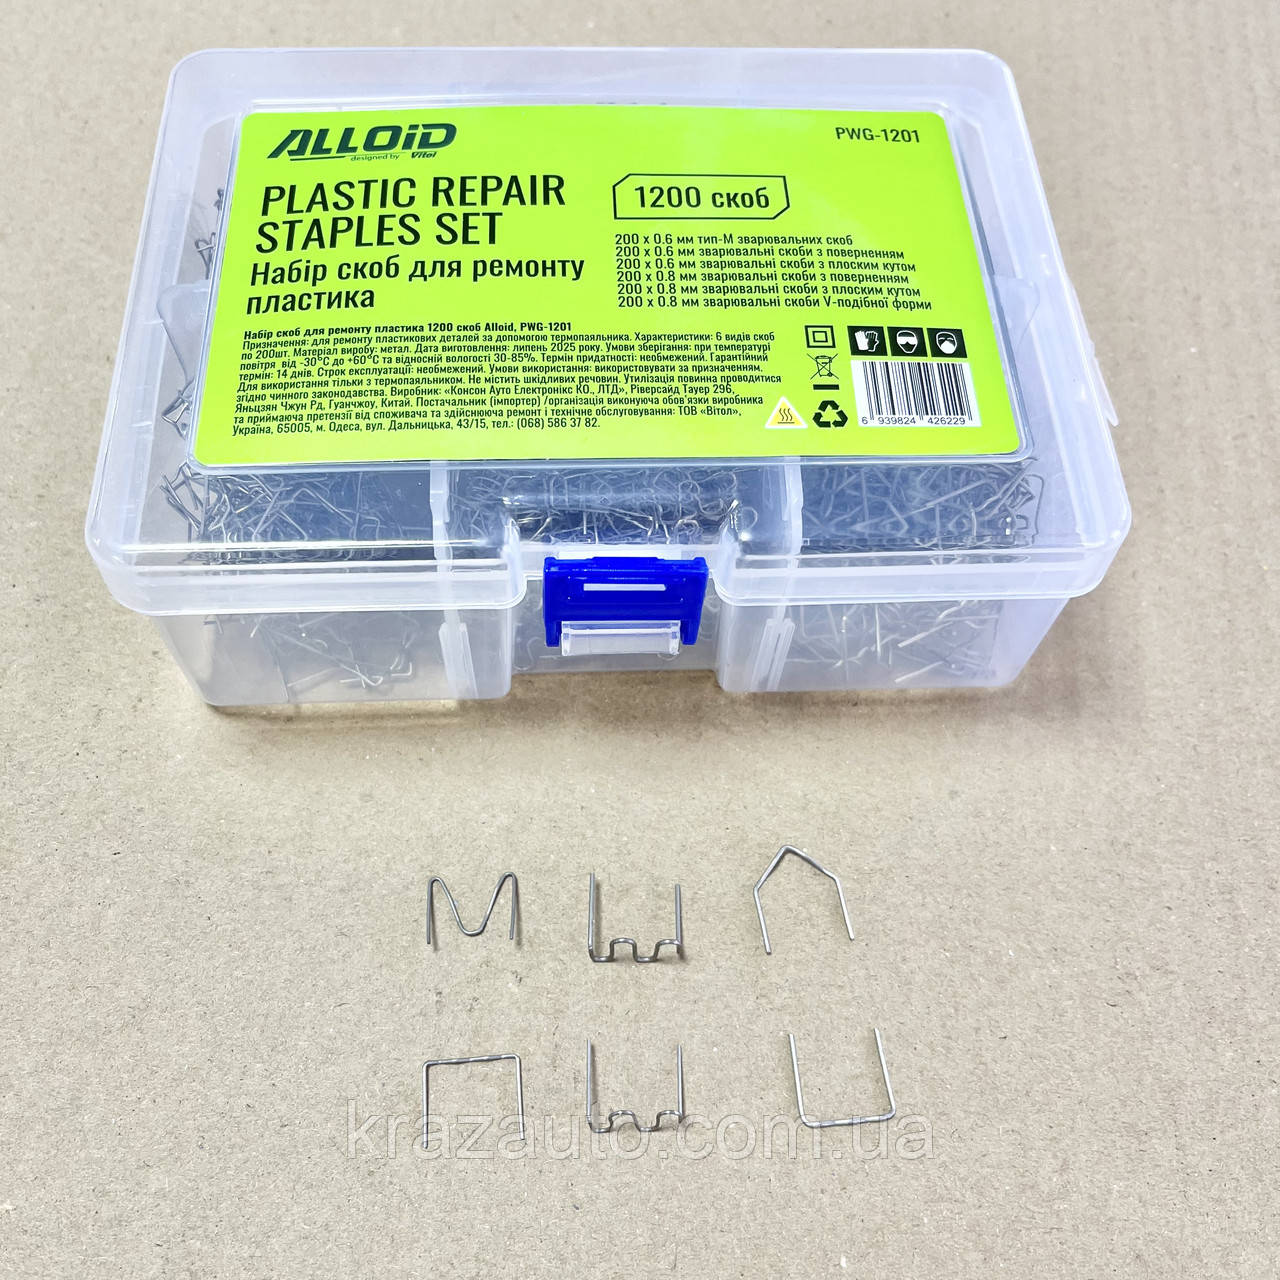 ALLOiD
designed by Vitol
PWG-1201
PLASTIC REPAIR
STAPLES SET
Набір скоб для ремонту
пластика
1200 скоб
200 x 0.6 мм тип-М зварювальних скоб
200 x 0.6 мм зварювальні скоби з поверненням
200 x 0.6 мм зварювальні скоби з плоским кутом
200 x 0.8 мм зварювальні скоби з поверненням
200 x 0.8 мм зварювальні скоби з плоским кутом
200 x 0.8 мм зварювальні скоби V-подібної форми
Набір скоб для ремонту пластика 1200 скоб Alloid, PWG-1201
Призначення: для ремонту пластикових деталей за допомогою термопаяльника. Характеристики: 6 видів скоб
по 200шт. Матеріал виробу: метал. Дата виготовлення: липень 2025 року. Умови зберігання: при температурі
повітря від -30°C до +60°C та відносній вологості 30-85%. Термін придатності: необмежений. Гарантійний
термін: 14 днів. Строк експлуатації: необмежений. Умови використання: використовувати за призначенням.
Для використання тільки з термопаяльником. Не містить шкідливих речовин. Утилізація повинна проводитися
згідно чинного законодавства. Виробник: «Консон Ауто Електронікс КО., ЛТД», Ріверсайд Тауер 296,
Яньцзян Чжун Рд, Гуанчжоу, Китай. Постачальник (імпортер) /організація виконуюча обов'язки виробника
та приймаюча претензії від споживача та здійснююча ремонт і технічне обслуговування: ТОВ «Вітол»,
Україна, 65005, м. Одеса, вул. Дальницька, 43/15, тел.: (068) 586 37 82.
6 939824 426229
krazauto.com.ua